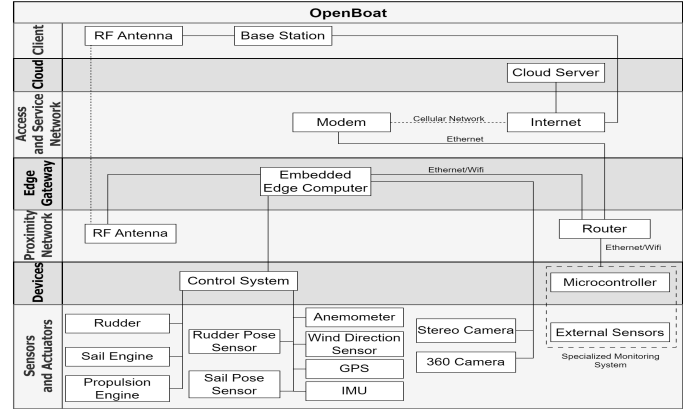 OpenBoat
Client
RF Antenna
Base Station
Cloud
Cloud Server
Access
and Service
Network
Modem
Cellular Network
Internet
Ethernet
Edge
Gateway
Embedded
Edge Computer
Ethernet/Wifi
Proximity
Network
RF Antenna
Router
Ethernet/Wifi
Devices
Control System
Microcontroller
Sensors
and Actuators
Rudder
Sail Engine
Propulsion
Engine
Rudder Pose
Sensor
Sail Pose
Sensor
Anemometer
Wind Direction
Sensor
GPS
IMU
Stereo Camera
360 Camera
External Sensors
Specialized Monitoring
System